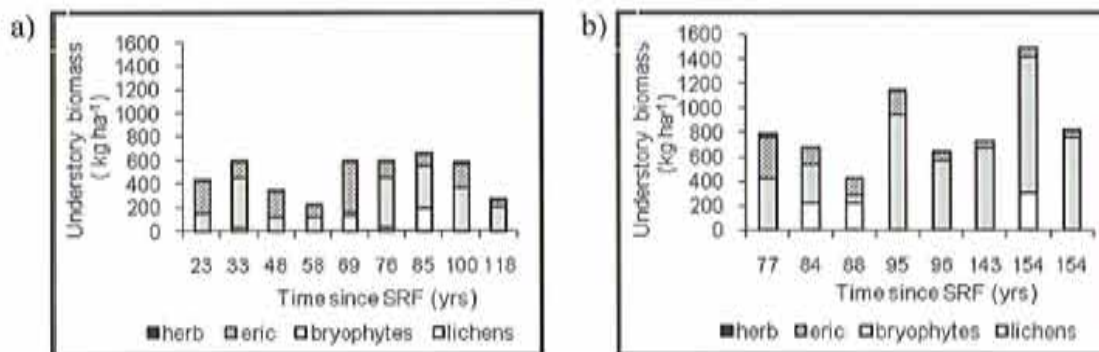 a)
Understory biomass
( kg ha⁻¹)
1600
1400
1200
1000
800
600
400
200
0
23 33 48 58 69 76 85 100 118
Time since SRF (yrs)
herb eric bryophytes lichens
b)
Understory biomass
(kg ha⁻¹)
1600
1400
1200
1000
800
600
400
200
0
77 84 88 95 98 143 154 154
Time since SRF (yrs)
herb eric bryophytes lichens